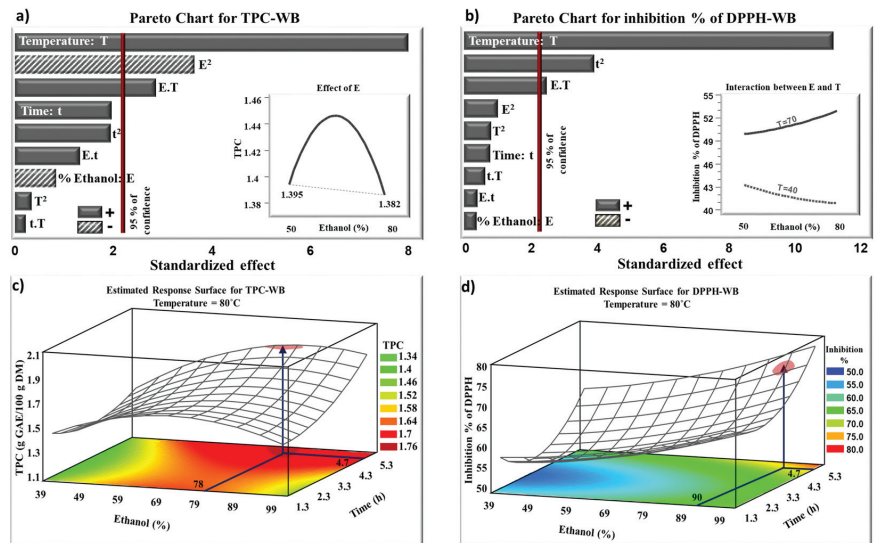 a)
Pareto Chart for TPC-WB
Temperature: T
E²
E.T
Time: t
t²
E.t
% Ethanol: E
T²
t.T
95 % of
confidence
+
-
Effect of E
1.46
1.44
1.42
1.4
1.38
TPC
1.395
1.382
50
Ethanol (%)
80
0
2
4
6
8
Standardized effect
b)
Pareto Chart for inhibition % of DPPH-WB
Temperature: T
t²
E.T
E²
T²
Time: t
t.T
E.t
% Ethanol: E
95 % of
confidence
+
-
Interaction between E and T
55
52
49
46
43
40
Inhibition % of DPPH
T=70
T=40
50
Ethanol (%)
80
0
2
4
6
8
10
12
Standardized effect
c)
Estimated Response Surface for TPC-WB
Temperature = 80˚C
TPC (g GAE/100 g DM)
2.1
1.9
1.7
1.5
1.3
1.1
39
49
59
69
79
89
99
Ethanol (%)
1.3
2.3
3.3
4.3
5.3
Time (h)
78
4.7
TPC
1.34
1.4
1.46
1.52
1.58
1.64
1.7
1.76
d)
Estimated Response Surface for DPPH-WB
Temperature = 80˚C
Inhibition % of DPPH
80
75
70
65
60
55
50
39
49
59
69
79
89
99
Ethanol (%)
1.3
2.3
3.3
4.3
5.3
Time (h)
90
4.7
Inhibition
%
50.0
55.0
60.0
65.0
70.0
75.0
80.0